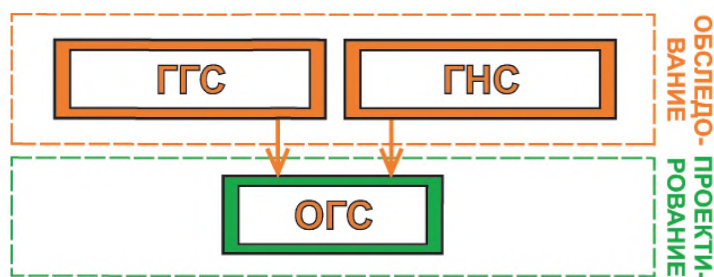 ГГС
ГНС
ОБСЛЕДО-
ВАНИЕ
ОГС
ПРОЕКТИ-
РОВАНИЕ